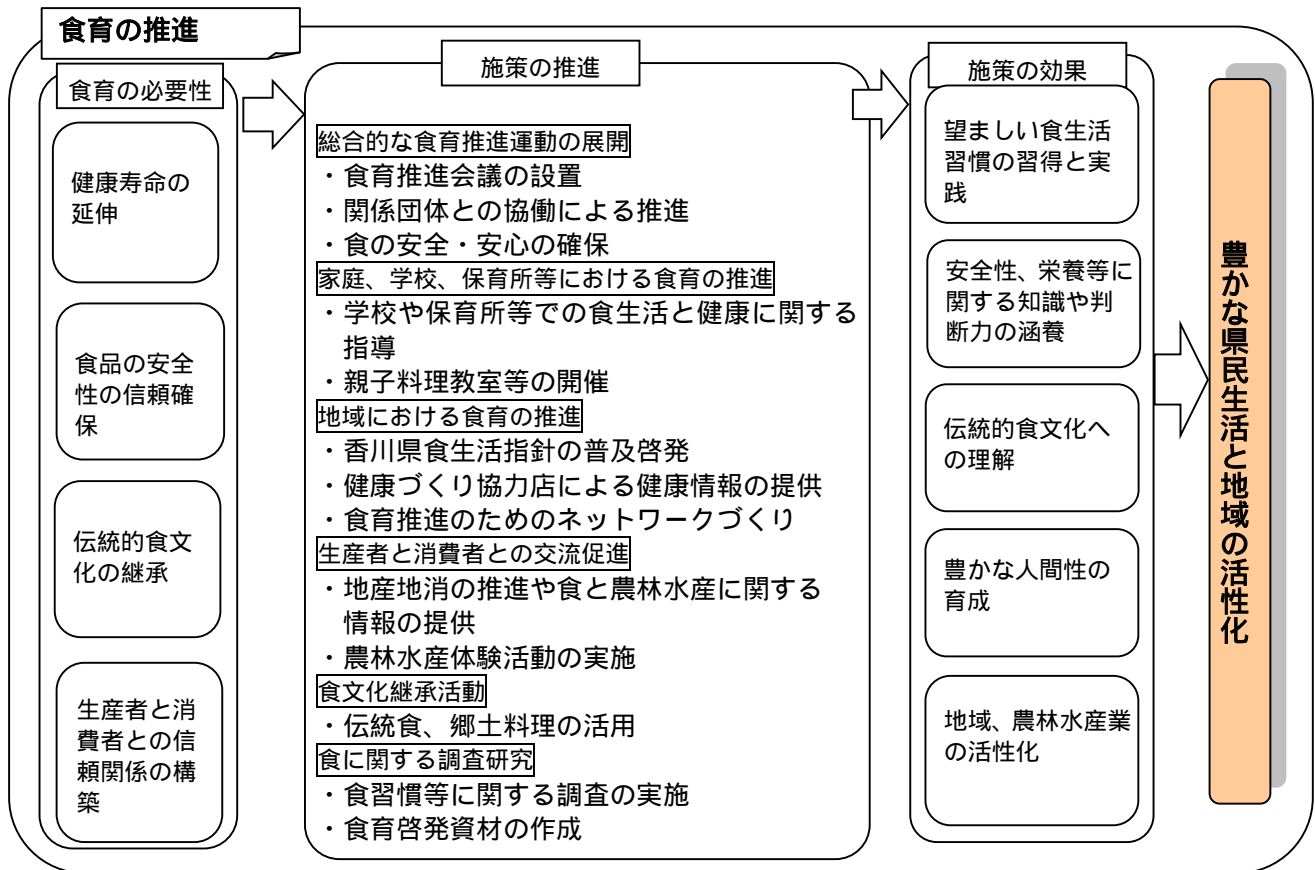 食育の推進
食育の必要性
健康寿命の
延伸
食品の安全
性の信頼確
保
伝統的食文
化の継承
生産者と消
費者との信
頼関係の構
築
施策の推進
総合的な食育推進運動の展開
・食育推進会議の設置
・関係団体との協働による推進
・食の安全・安心の確保
家庭、学校、保育所等における食育の推進
・学校や保育所等での食生活と健康に関する
指導
・親子料理教室等の開催
地域における食育の推進
・香川県食生活指針の普及啓発
・健康づくり協力店による健康情報の提供
・食育推進のためのネットワークづくり
生産者と消費者との交流促進
・地産地消の推進や食と農林水産に関する
情報の提供
・農林水産体験活動の実施
食文化継承活動
・伝統食、郷土料理の活用
食に関する調査研究
・食習慣等に関する調査の実施
・食育啓発資材の作成
施策の効果
望ましい食生活
習慣の習得と実
践
安全性、栄養等に
関する知識や判
断力の涵養
伝統的食文化へ
の理解
豊かな人間性の
育成
地域、農林水産業
の活性化
豊かな県民生活と地域の活性化